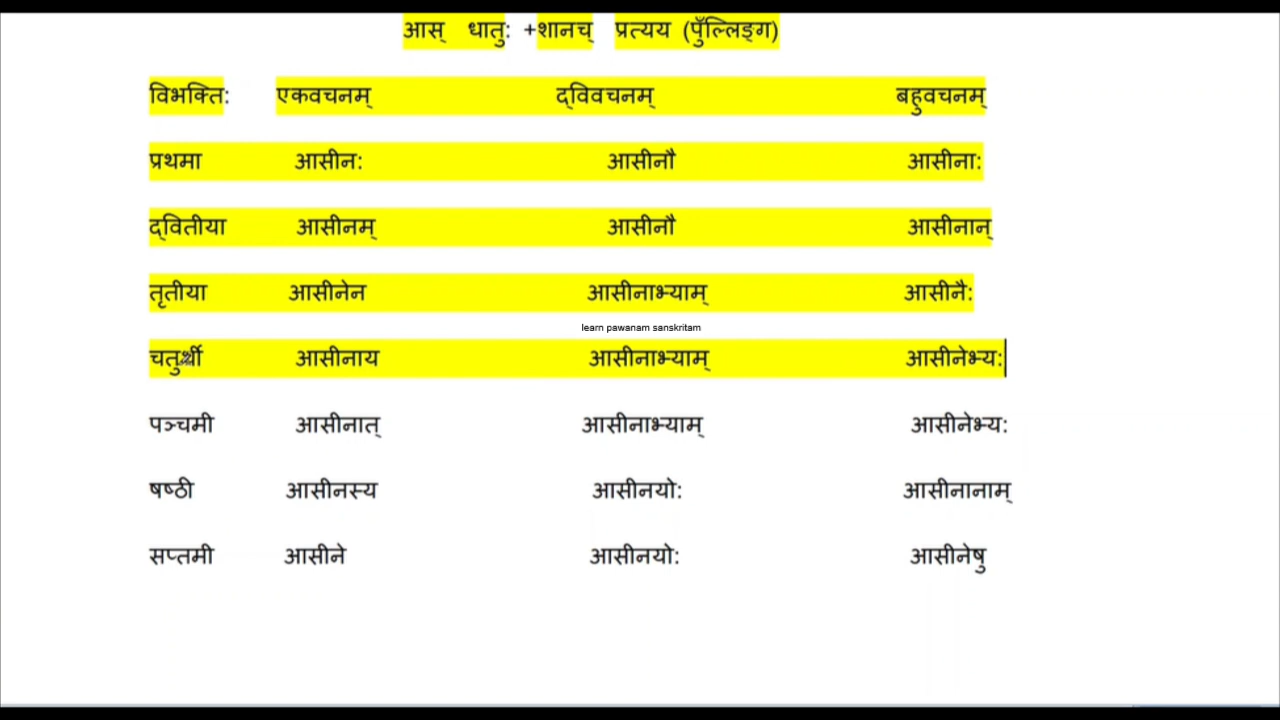 आस् धातु: +शानच् प्रत्यय (पुँल्लिङ्ग)
विभक्ति: एकवचनम् द्विवचनम् बहुवचनम्
प्रथमा आसीन: आसीनौ आसीना:
द्वितीया आसीनम् आसीनौ आसीनान्
तृतीया आसीनेन आसीनाभ्याम् आसीनै:
learn pawanam sanskritam
चतुर्थी आसीनाय आसीनाभ्याम् आसीनेभ्य:
पञ्चमी आसीनात् आसीनाभ्याम् आसीनेभ्य:
षष्ठी आसीनस्य आसीनयो: आसीनानाम्
सप्तमी आसीने आसीनयो: आसीनेषु